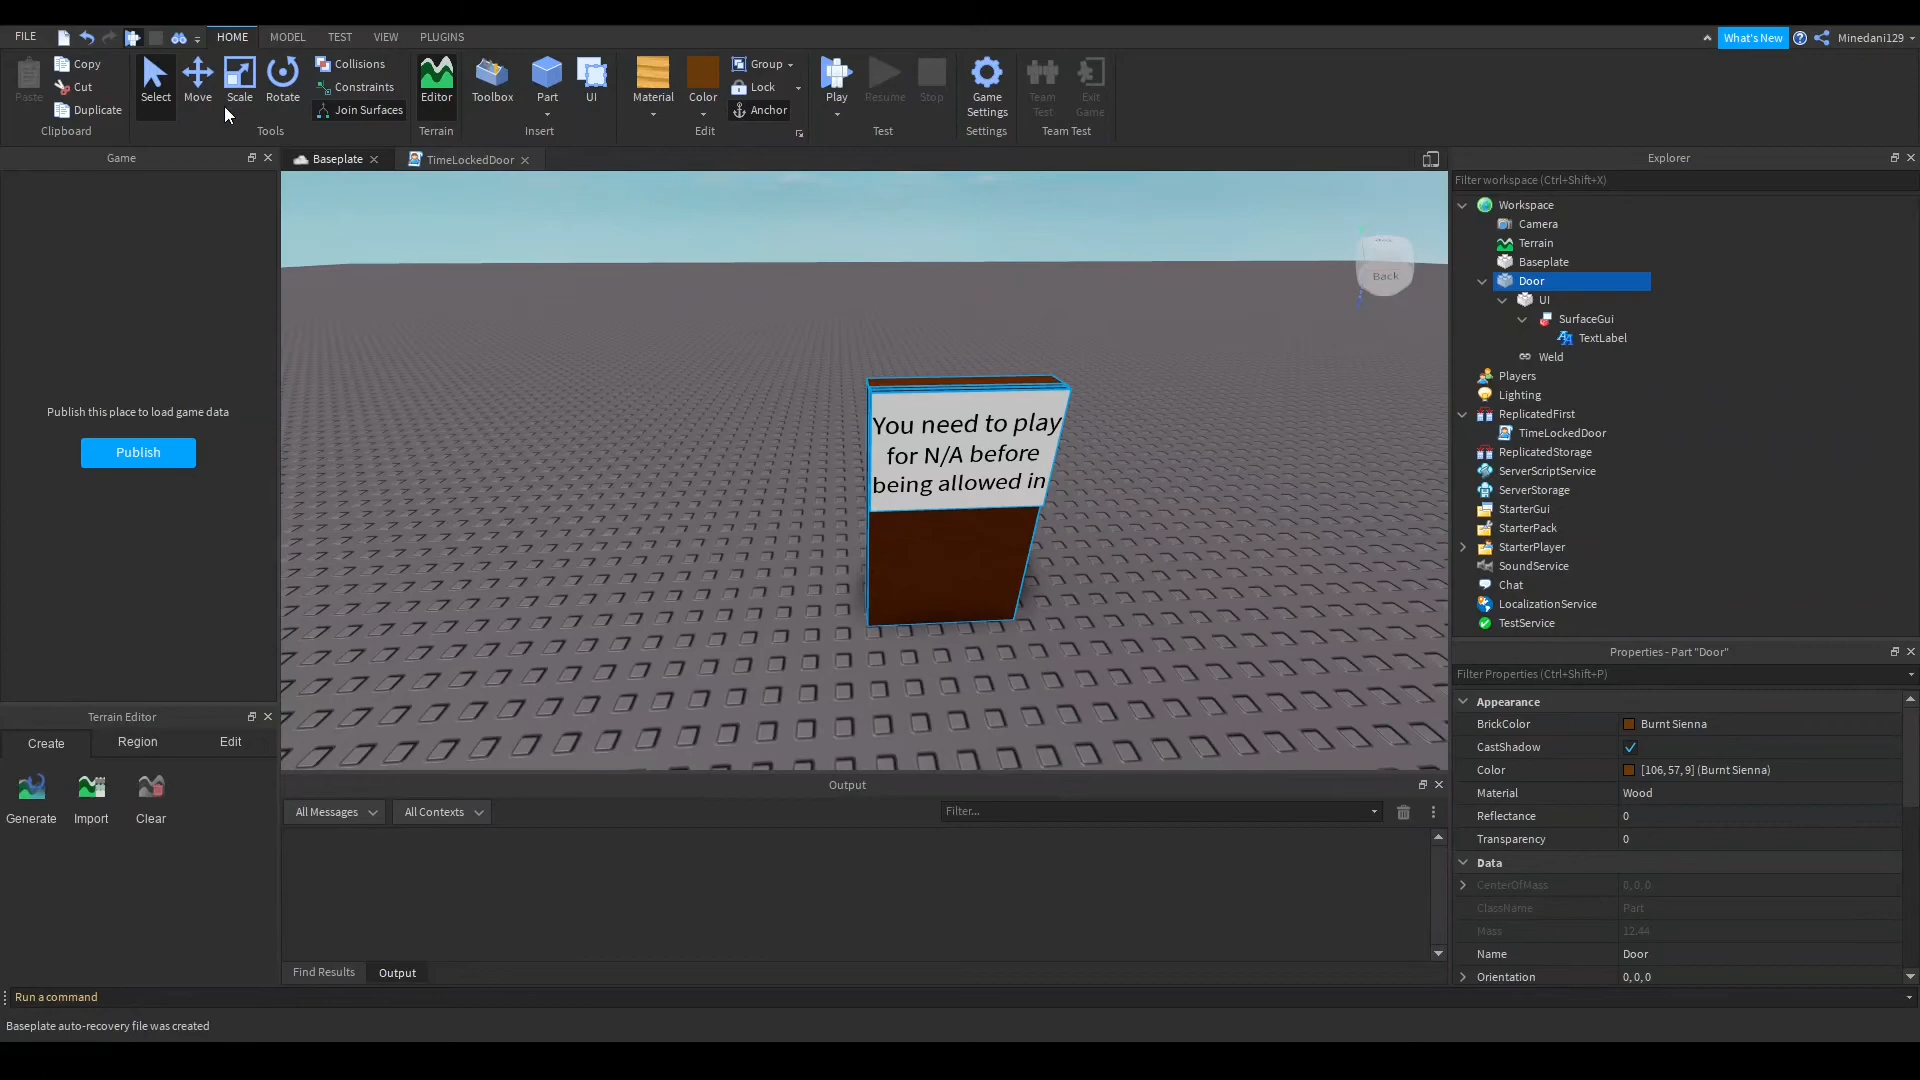 FILE
HOME
MODEL
TEST
VIEW
PLUGINS
What's New
Minedani129
Paste
Copy
Cut
Duplicate
Clipboard
Select
Move
Scale
Rotate
Collisions
Constraints
Join Surfaces
Tools
Editor
Terrain
Toolbox
Part
UI
Insert
Material
Color
Group
Lock
Anchor
Edit
Play
Resume
Stop
Test
Game
Settings
Settings
Team
Test
Exit
Game
Team Test
Game
Publish this place to load game data
Publish
Terrain Editor
Create
Region
Edit
Generate
Import
Clear
Baseplate
TimeLockedDoor
Back
You need to play
for N/A before
being allowed in
Output
All Messages
All Contexts
Filter...
Find Results
Output
Run a command
Baseplate auto-recovery file was created
Explorer
Filter workspace (Ctrl+Shift+X)
Workspace
Camera
Terrain
Baseplate
Door
UI
SurfaceGui
TextLabel
Weld
Players
Lighting
ReplicatedFirst
TimeLockedDoor
ReplicatedStorage
ServerScriptService
ServerStorage
StarterGui
StarterPack
StarterPlayer
SoundService
Chat
LocalizationService
TestService
Properties - Part "Door"
Filter Properties (Ctrl+Shift+P)
Appearance
BrickColor Burnt Sienna
CastShadow
Color [106, 57, 9] (Burnt Sienna)
Material Wood
Reflectance 0
Transparency 0
Data
CenterOfMass 0, 0, 0
ClassName Part
Mass 12.44
Name Door
Orientation 0, 0, 0